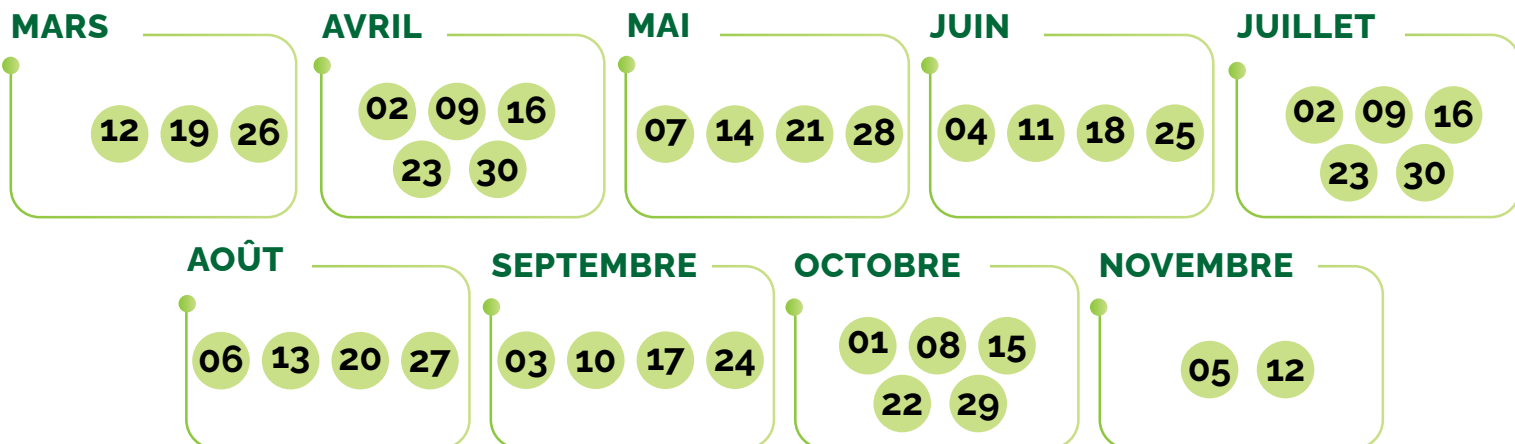 MARS
12 19 26
AVRIL
02 09 16
23 30
MAI
07 14 21 28
JUIN
04 11 18 25
JUILLET
02 09 16
23 30
AOÛT
06 13 20 27
SEPTEMBRE
03 10 17 24
OCTOBRE
01 08 15
22 29
NOVEMBRE
05 12